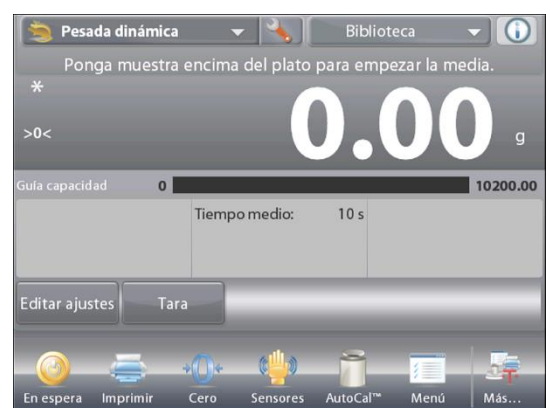 Pesada dinámica Biblioteca
Ponga muestra encima del plato para empezar la media.
*
>0< 0.00 g
Guía capacidad 0 10200.00
Tiempo medio: 10 s
Editar ajustes Tara
→0←
En espera Imprimir Cero Sensores AutoCal™ Menú Más...